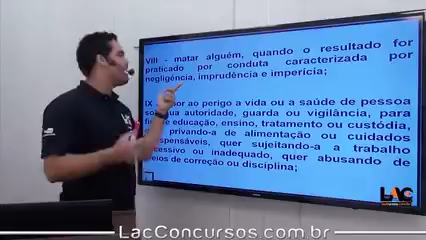 LAC
VIII - matar alguém, quando o resultado for
praticado por conduta caracterizada por
negligência, imprudência e imperícia;
IX -
or ao perigo a vida ou a saúde de pessoa
autoridade, guarda ou vigilância, para
educação, ensino, tratamento ou custódia,
privando-a de alimentação ou cuidados
quer sujeitando-a a trabalho
ou inadequado, quer abusando de
de correção ou disciplina;
LAC
LacConcursos.com.br